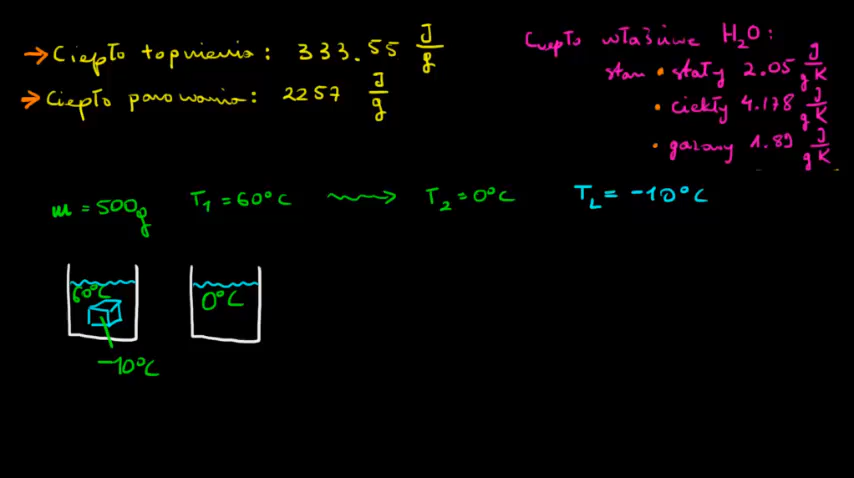 → Ciepło topnienia : 333.55 J/g
→ Ciepło parowania : 2257 J/g
Ciepło właściwe H₂O :
stan • stały 2.05 J/gK
• ciekły 4.178 J/gK
• gazowy 1.89 J/gK
m = 500g T₁ = 60°C → T₂ = 0°C T_L = -10°C
60°C
0°C
-10°C